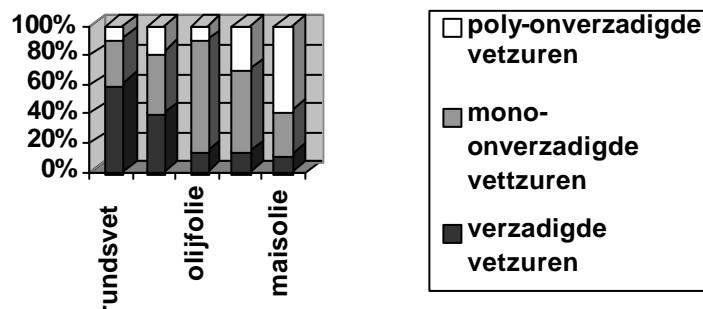 100%
80%
60%
40%
20%
0%
rundsvet
olijfolie
maisolie
poly-onverzadigde
vetzuren
mono-
onverzadigde
vettzuren
verzadigde
vetzuren